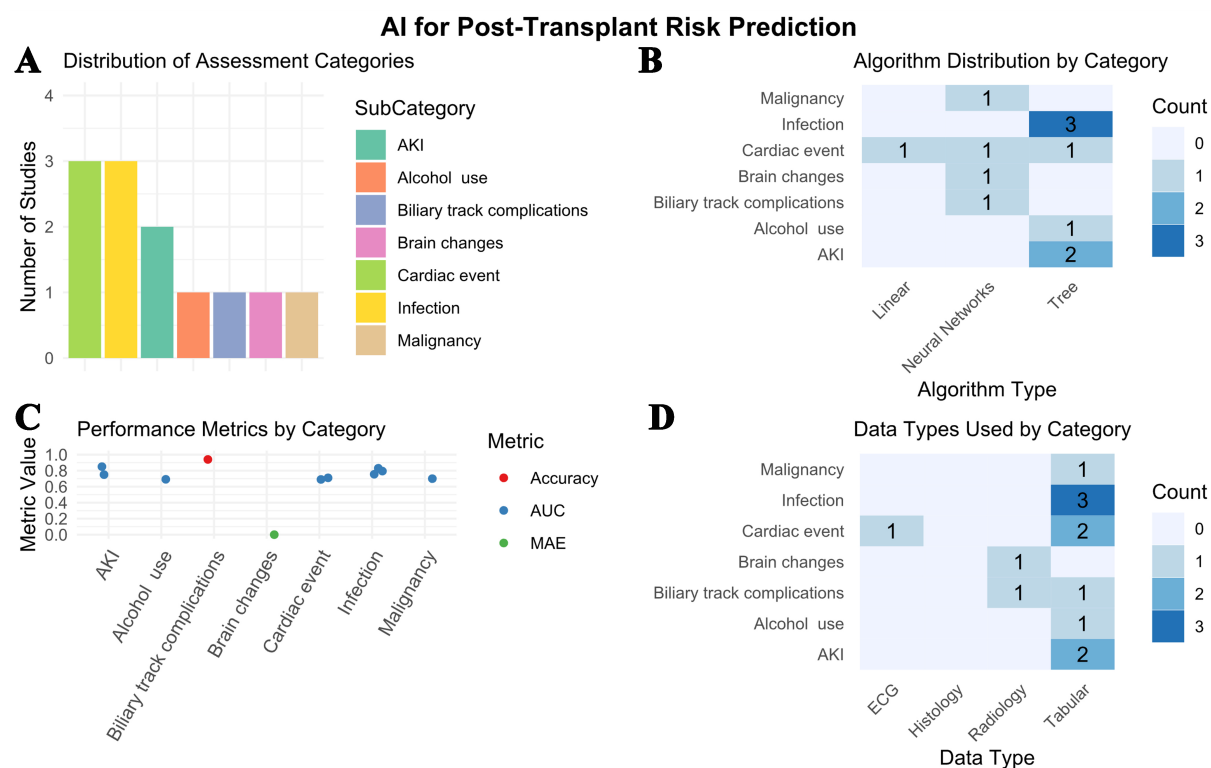 AI for Post-Transplant Risk Prediction
A
Distribution of Assessment Categories
Number of Studies
4
3
2
1
0
SubCategory
AKI
Alcohol  use
Biliary track complications
Brain changes
Cardiac event
Infection
Malignancy
B
Algorithm Distribution by Category
Malignancy
Infection
Cardiac event
Brain changes
Biliary track complications
Alcohol  use
AKI
1
3
1 1 1
1
1
1
2
Linear
Neural Networks
Tree
Algorithm Type
Count
0
1
2
3
C
Performance Metrics by Category
Metric Value
1.0
0.8
0.6
0.4
0.2
0.0
AKI
Alcohol  use
Biliary track complications
Brain changes
Cardiac event
Infection
Malignancy
Metric
Accuracy
AUC
MAE
D
Data Types Used by Category
Malignancy
Infection
Cardiac event
Brain changes
Biliary track complications
Alcohol  use
AKI
1
3
1 2
1
1 1
1
2
ECG
Histology
Radiology
Tabular
Data Type
Count
0
1
2
3